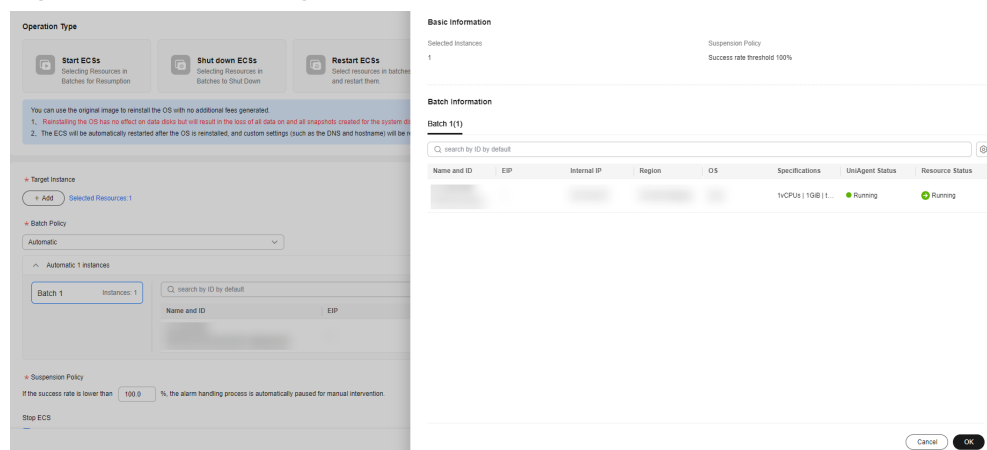 Operation Type
Start ECSs
Selecting Resources in
Batches for Resumption
Shut down ECSs
Selecting Resources in
Batches to Shut Down
Restart ECSs
Select resources in batches
and restart them.
You can use the original image to reinstall the OS with no additional fees generated.
1、 Reinstalling the OS has no effect on data disks but will result in the loss of all data on and all snapshots created for the system
2、 The ECS will be automatically restarted after the OS is reinstalled, and custom settings (such as the DNS and hostname) will be
* Target Instance
+ Add Selected Resources:1
* Batch Policy
Automatic
Automatic 1 instances
Batch 1 Instances: 1
search by ID by default
Name and ID EIP
* Suspension Policy
If the success rate is lower than 100.0 %, the alarm handling process is automatically paused for manual intervention.
Stop ECS
Basic Information
Selected Instances Suspension Policy
1 Success rate threshold 100%
Batch Information
Batch 1(1)
search by ID by default
Name and ID EIP Internal IP Region OS Specifications UniAgent Status Resource Status
1vCPUs | 1GiB | t... Running Running
Cancel OK